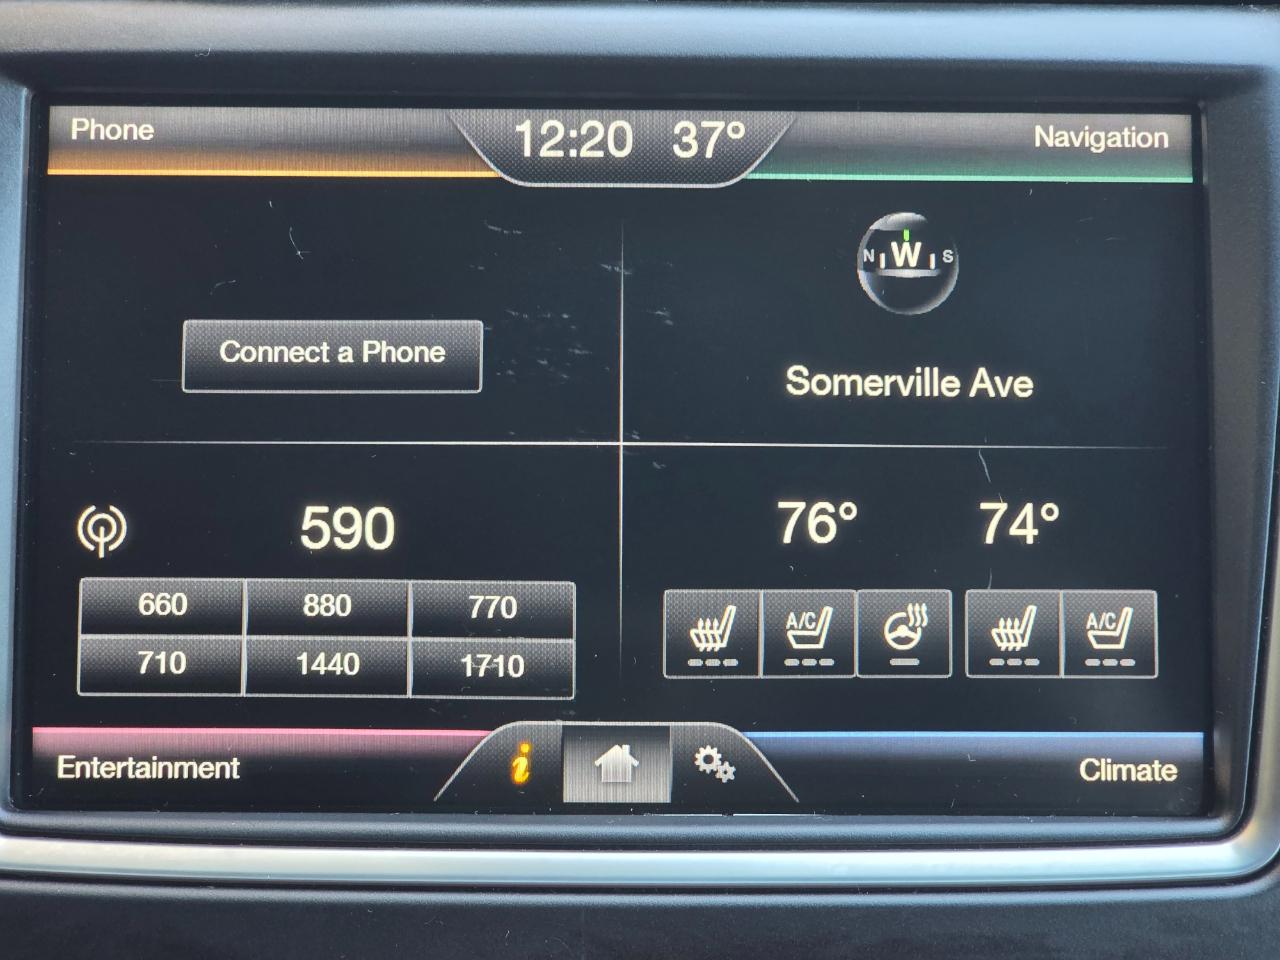 Phone
12:20 37°
Navigation
N W S
Connect a Phone
Somerville Ave
590
76° 74°
660 880 770
710 1440 1710
A/C A/C
Entertainment
i
Climate